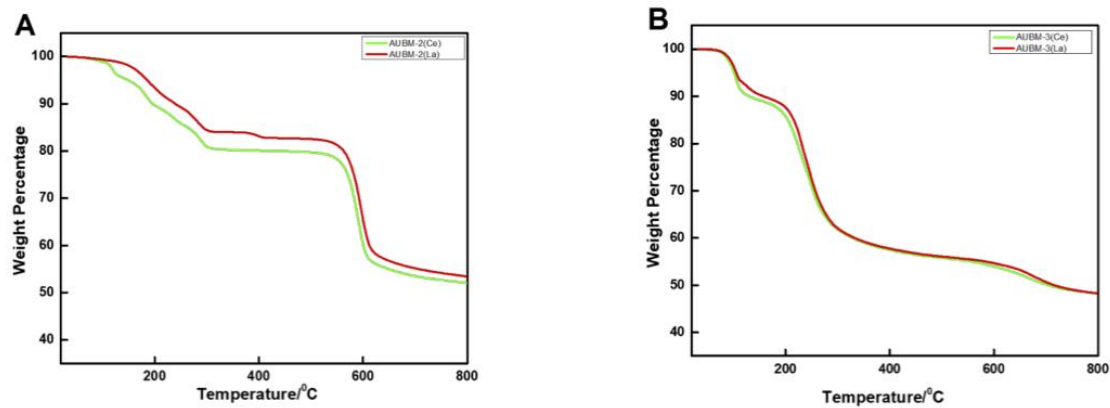 A
AUBM-2(Ce)
AUBM-2(La)
100
90
80
70
60
50
40
200
400
600
800
Weight Percentage
Temperature/⁰C
B
AUBM-3(Ce)
AUBM-3(La)
100
90
80
70
60
50
40
200
400
600
800
Weight Percentage
Temperature/⁰C